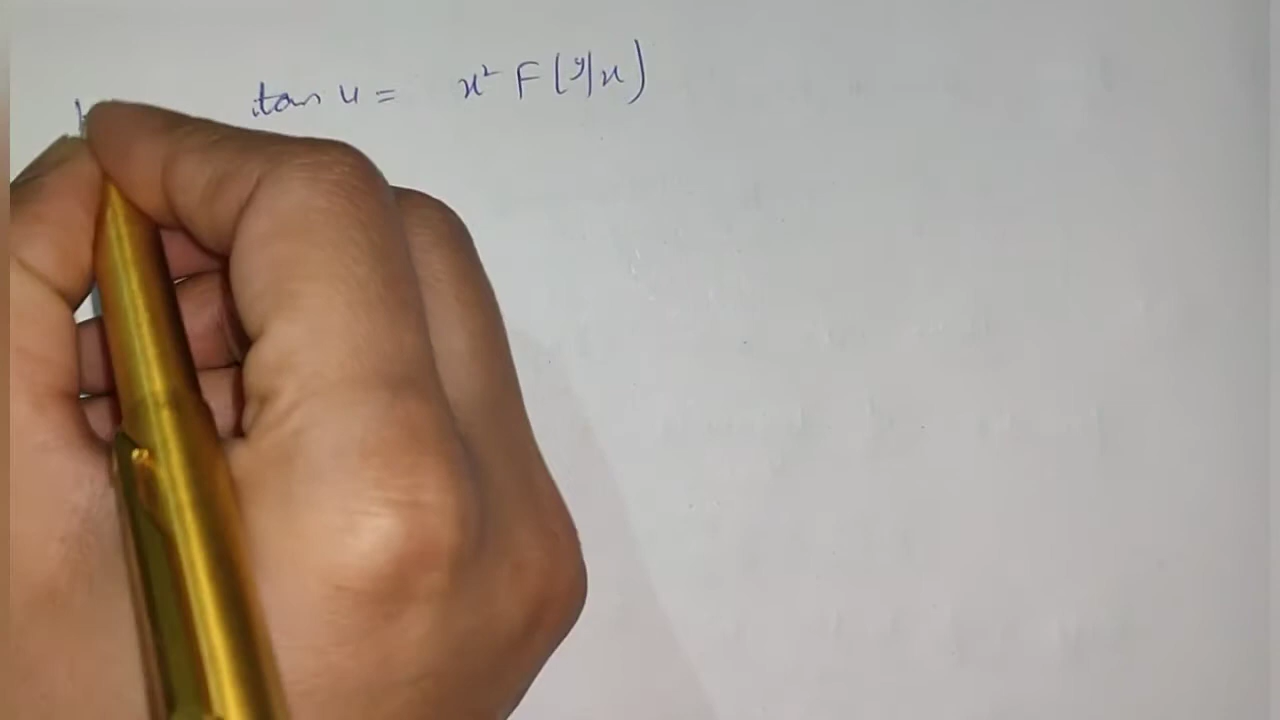 tan u = x² F(y/x)